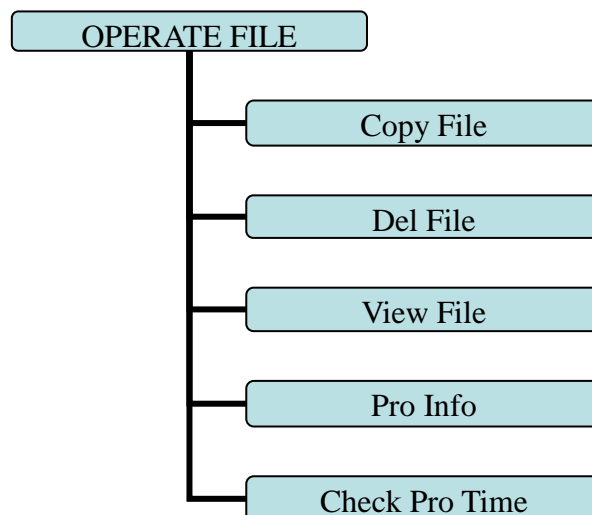 OPERATE FILE
Copy File
Del File
View File
Pro Info
Check Pro Time